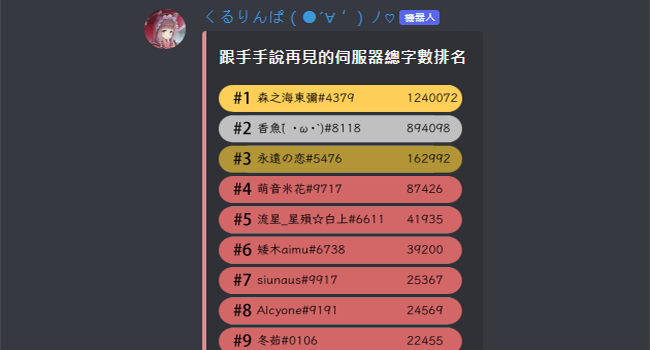 くるりんぱ(●´∀‘)ノ♡ 機器人
跟手手說再見的伺服器總字數排名
#1 森之海東彌#4379 1240072
#2 香魚[ ・ω・`)#8118 894098
#3 永遠の恋#5476 162992
#4 萌音米花#9717 87426
#5 流星_星殞☆白上#6611 41935
#6 矮木aimu#6738 39200
#7 siunaus#9917 25367
#8 Alcyone#9191 24569
#9 冬茹#0106 22455